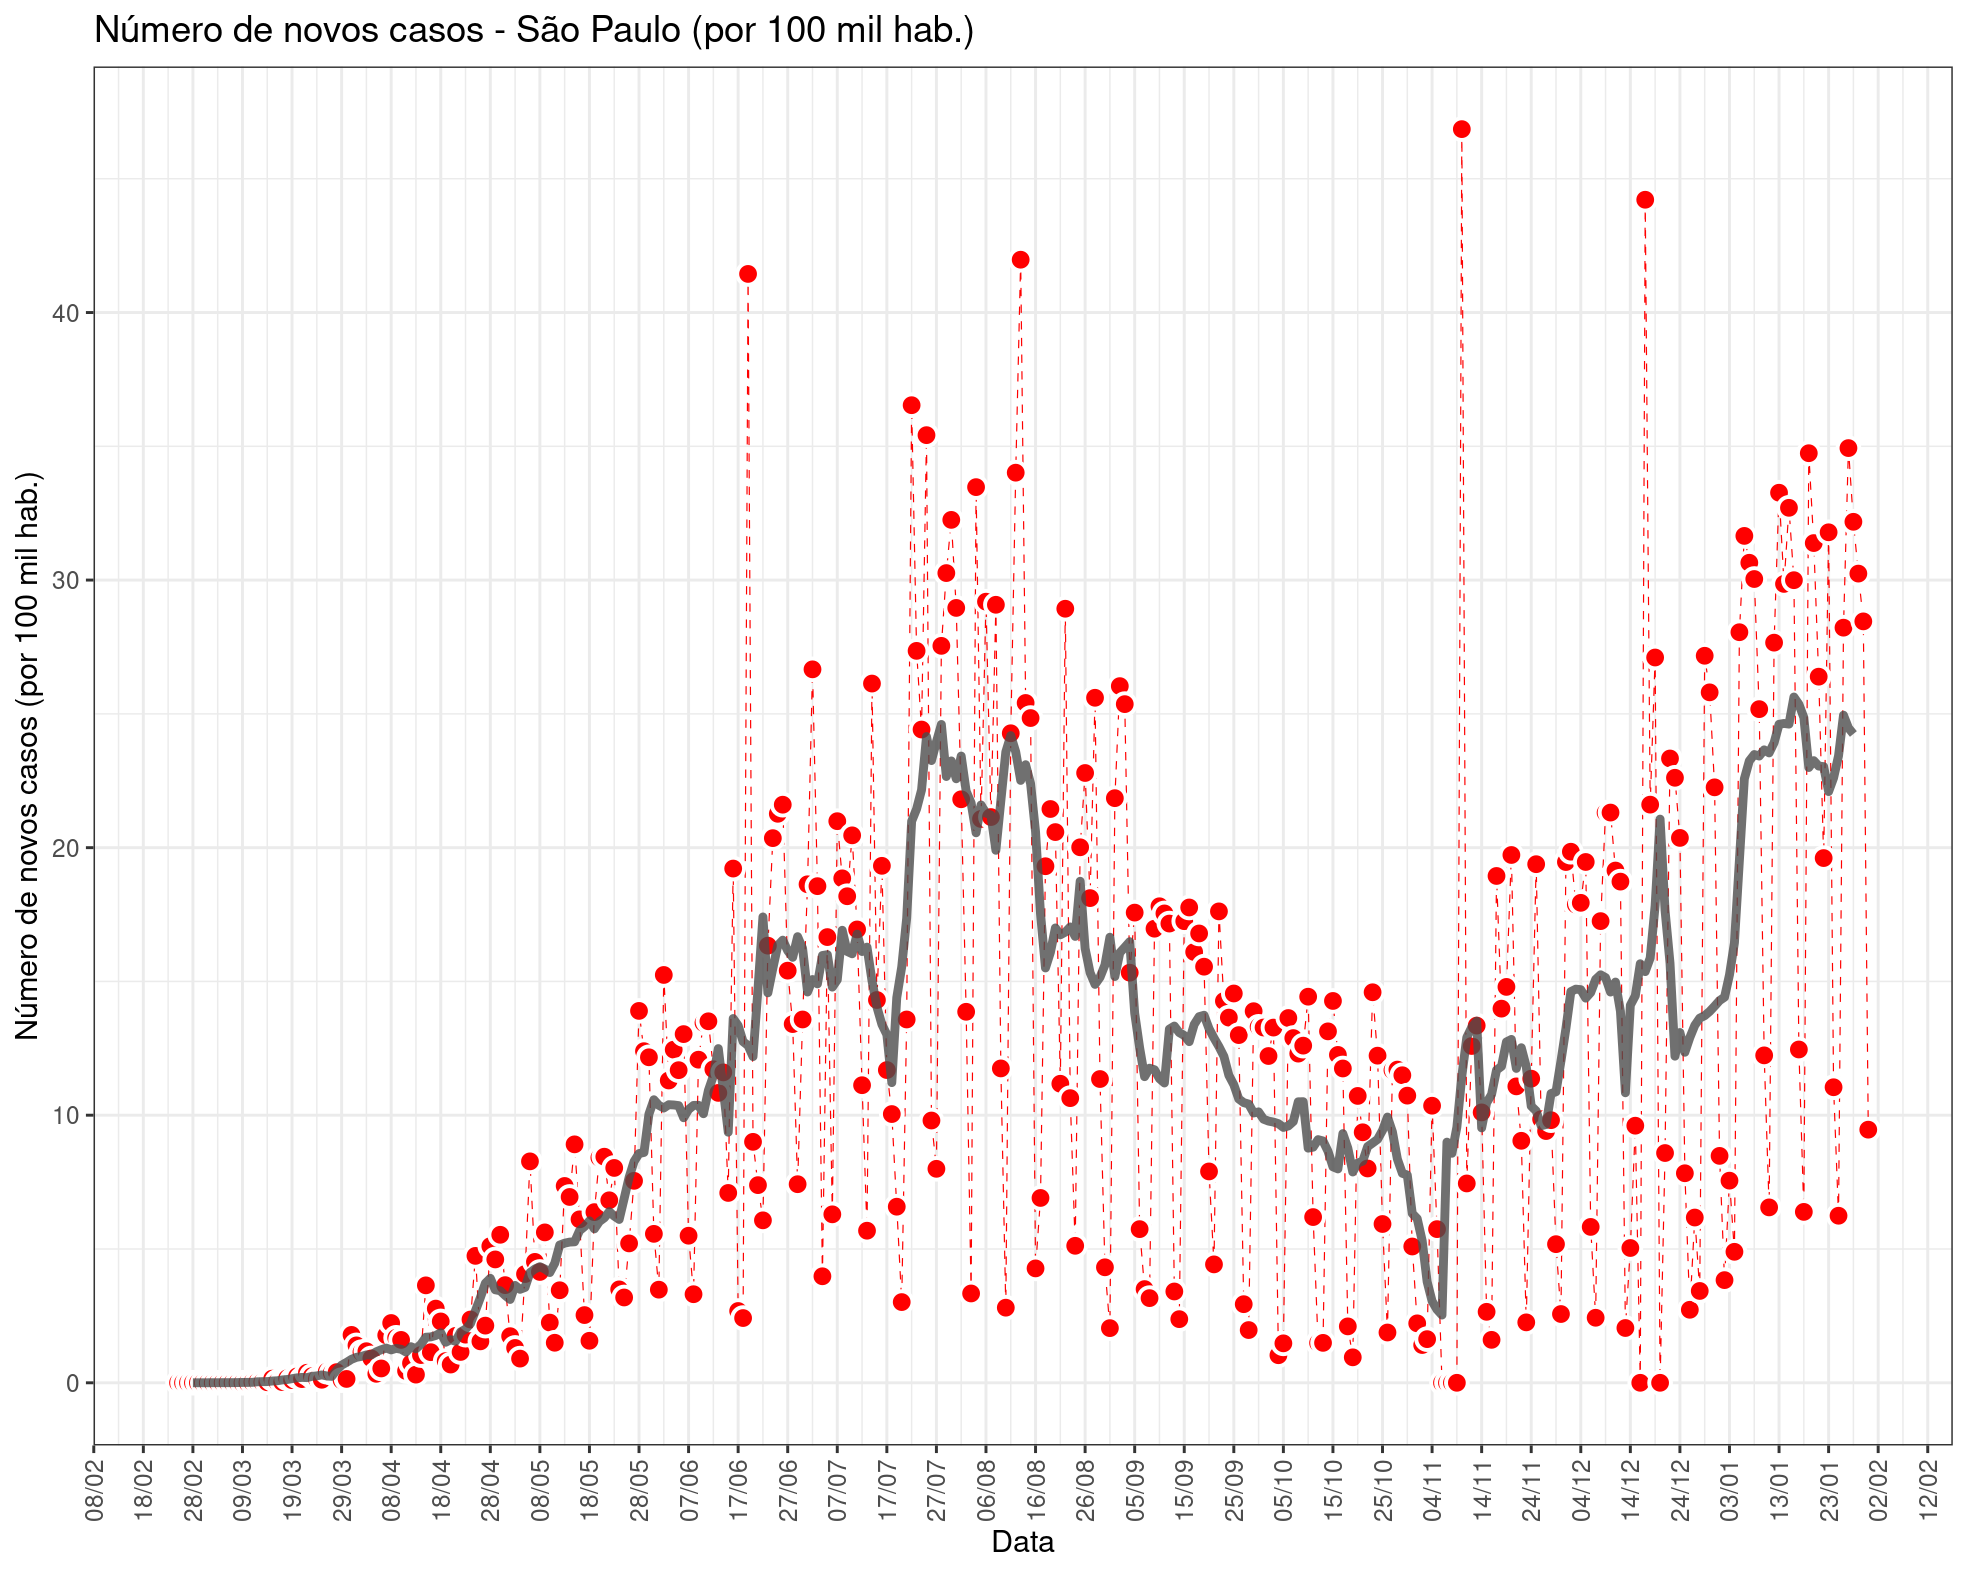 Número de novos casos - São Paulo (por 100 mil hab.)
Número de novos casos (por 100 mil hab.)
40
30
20
10
0
08/02 18/02 28/02 09/03 19/03 29/03 08/04 18/04 28/04 08/05 18/05 28/05 07/06 17/06 27/06 07/07 17/07 27/07 06/08 16/08 26/08 05/09 15/09 25/09 05/10 15/10 25/10 04/11 14/11 24/11 04/12 14/12 24/12 03/01 13/01 23/01 02/02 12/02
Data